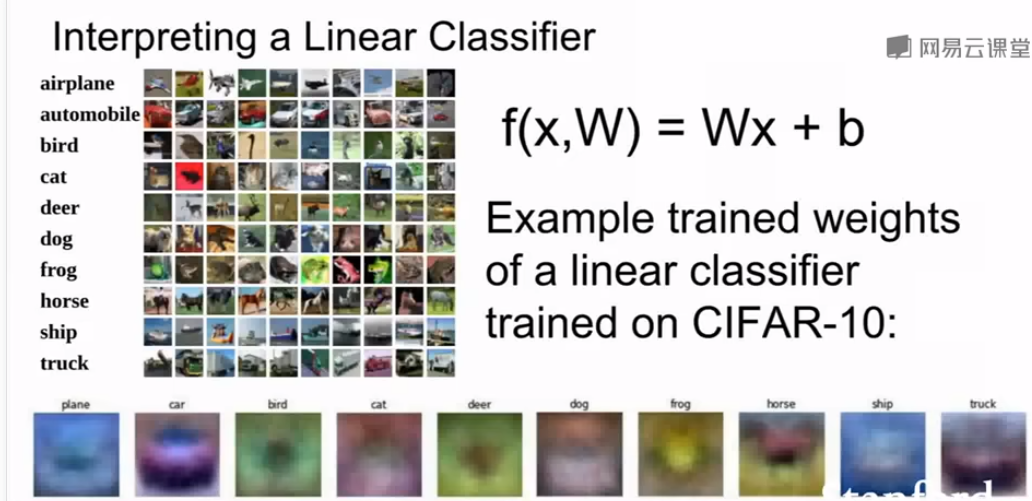 Interpreting a Linear Classifier
网易云课堂
airplane
automobile
bird
cat
deer
dog
frog
horse
ship
truck
f(x,W) = Wx + b
Example trained weights
of a linear classifier
trained on CIFAR-10:
plane car bird cat deer dog frog horse ship truck
Stanford